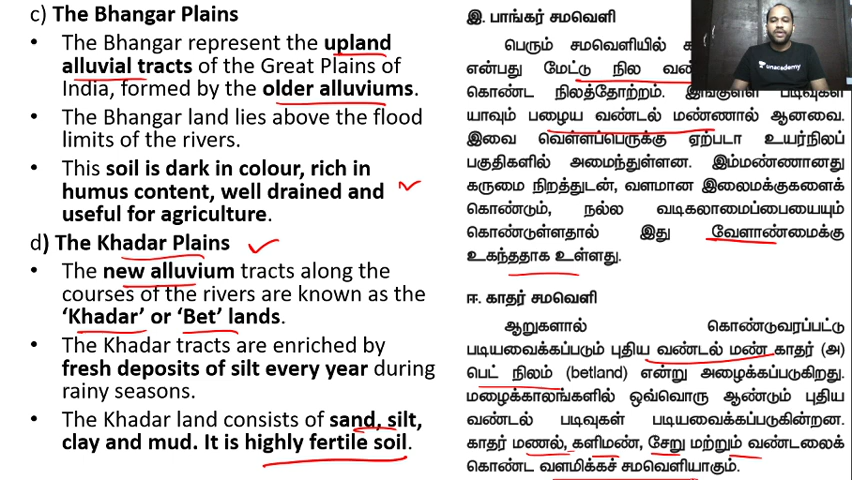 c) The Bhangar Plains
• The Bhangar represent the upland
alluvial tracts of the Great Plains of
India, formed by the older alluviums.
• The Bhangar land lies above the flood
limits of the rivers.
• This soil is dark in colour, rich in
humus content, well drained and
useful for agriculture.
d) The Khadar Plains
• The new alluvium tracts along the
courses of the rivers are known as the
‘Khadar’ or ‘Bet’ lands.
• The Khadar tracts are enriched by
fresh deposits of silt every year during
rainy seasons.
• The Khadar land consists of sand, silt,
clay and mud. It is highly fertile soil.
இ. பாங்கர் சமவெளி
பெரும் சமவெளியில்
என்பது மேட்டு நில
கொண்ட நிலத்தோற்றம். இங்குள்ள படிவுகள்
யாவும் பழைய வண்டல் மண்ணால் ஆனவை.
இவை வெள்ளப்பெருக்கு ஏற்படா உயர்நிலப்
பகுதிகளில் அமைந்துள்ளன. இம்மண்ணானது
கருமை நிறத்துடன், வளமான இலைமக்குகளைக்
கொண்டும், நல்ல வடிகலாமைப்பையையும்
கொண்டுள்ளதால் இது வேளாண்மைக்கு
உகந்ததாக உள்ளது.
ஈ. காதர் சமவெளி
ஆறுகளால் கொண்டுவரப்பட்டு
படியவைக்கப்படும் புதிய வண்டல் மண் காதர் (அ)
பெட் நிலம் (betland) என்று அழைக்கப்படுகிறது.
மழைக்காலங்களில் ஒவ்வொரு ஆண்டும் புதிய
வண்டல் படிவுகள் படியவைக்கப்படுகின்றன.
காதர் மணல், களிமண், சேறு மற்றும் வண்டலைக்
கொண்ட வளமிக்கச் சமவெளியாகும்.
unacademy